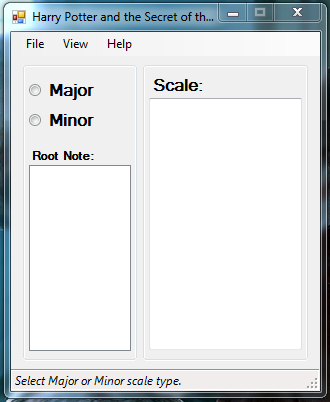 Harry Potter and the Secret of th...
File View Help
Major
Minor
Root Note:
Scale:
Select Major or Minor scale type.